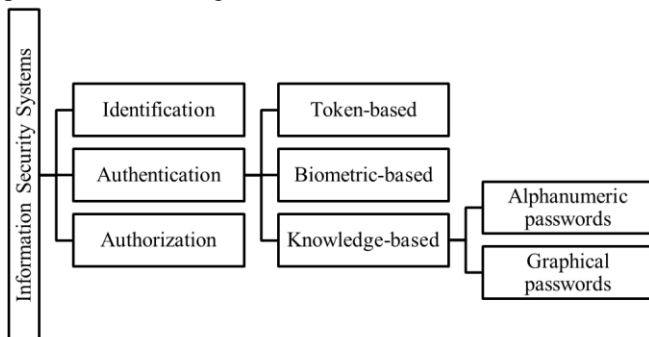 Information Security Systems
Identification
Authentication
Authorization
Token-based
Biometric-based
Knowledge-based
Alphanumeric
passwords
Graphical
passwords